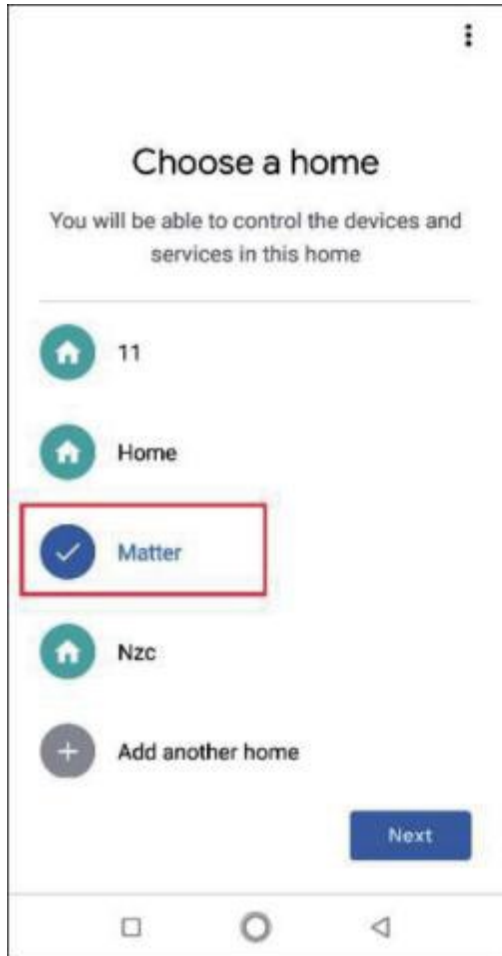 Choose a home
You will be able to control the devices and
services in this home
11
Home
Matter
Nzc
Add another home
Next